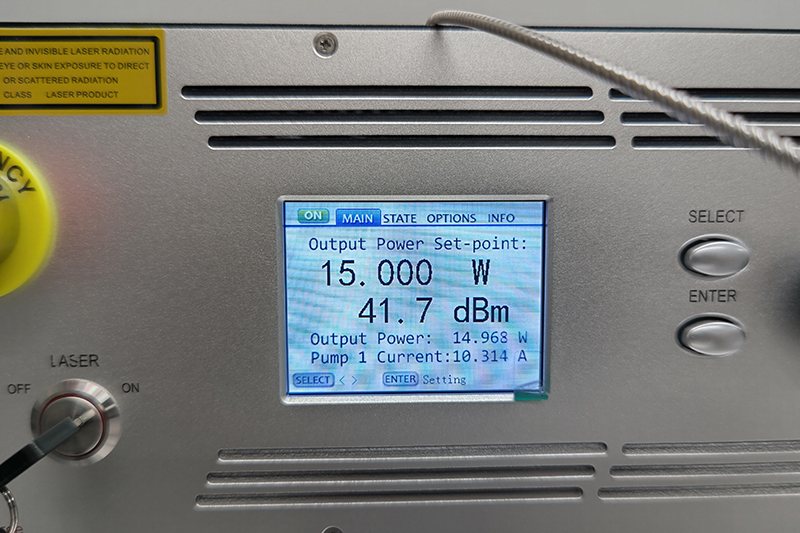 E AND INVISIBLE LASER RADIATION
EYE OR SKIN EXPOSURE TO DIRECT
OR SCATTERED RADIATION
CLASS LASER PRODUCT
NCY
ON MAIN STATE OPTIONS INFO
Output Power Set-point:
15.000 W
41.7 dBm
Output Power: 14.968 W
Pump 1 Current:10.314 A
SELECT < > ENTER Setting
SELECT
ENTER
LASER
OFF ON